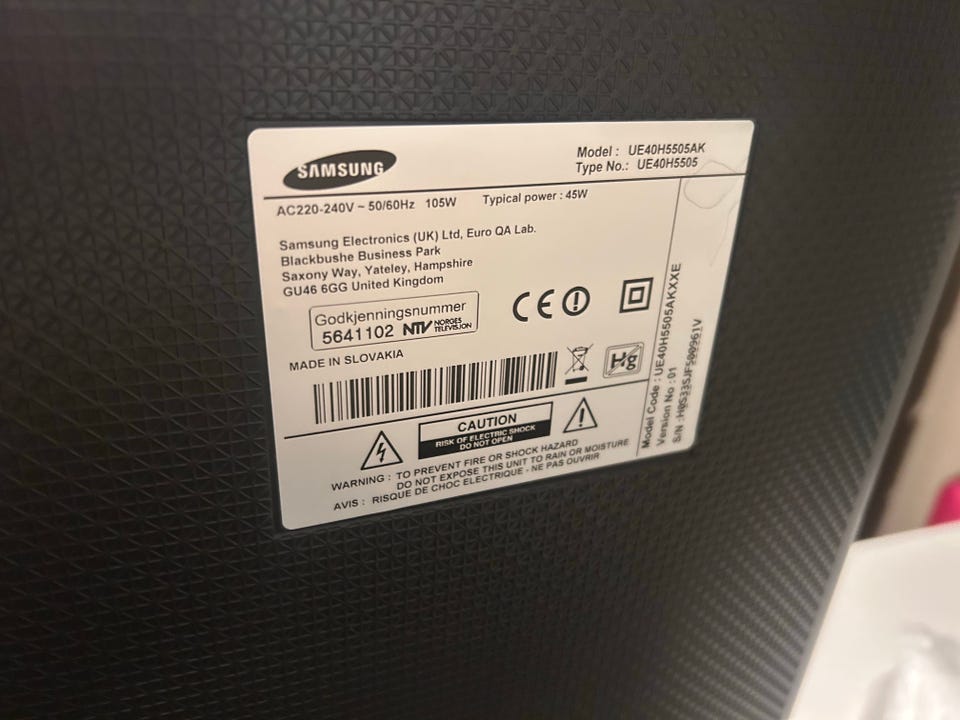 SAMSUNG
Model : UE40H5505AK
Type No.: UE40H5505
AC220-240V ~ 50/60Hz 105W Typical power : 45W
Samsung Electronics (UK) Ltd, Euro QA Lab.
Blackbushe Business Park
Saxony Way, Yateley, Hampshire
GU46 6GG United Kingdom
Godkjenningsnummer
5641102 NTV NORGES TELEVISJON
MADE IN SLOVAKIA
CE
Hg
CAUTION
RISK OF ELECTRIC SHOCK
DO NOT OPEN
WARNING : TO PREVENT FIRE OR SHOCK HAZARD
DO NOT EXPOSE THIS UNIT TO RAIN OR MOISTURE
AVIS : RISQUE DE CHOC ELECTRIQUE - NE PAS OUVRIR
Model Code : UE40H5505AKXXE
Version No : 01
S/N : H0S33SJF500961V